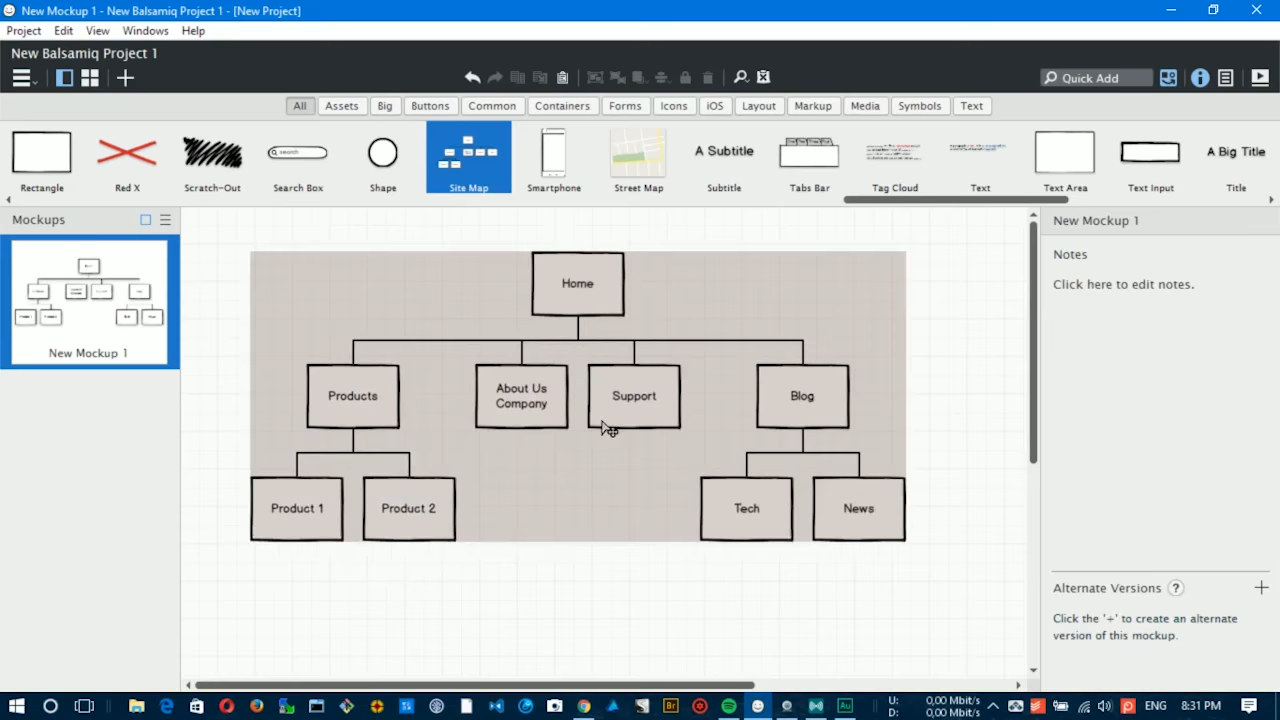 New Mockup 1 - New Balsamiq Project 1 - [New Project]
Project Edit View Windows Help
New Balsamiq Project 1
Quick Add
All Assets Big Buttons Common Containers Forms Icons iOS Layout Markup Media Symbols Text
search
A Subtitle
A Big Title
Rectangle Red X Scratch-Out Search Box Shape Site Map Smartphone Street Map Subtitle Tabs Bar Tag Cloud Text Text Area Text Input Title
Mockups
New Mockup 1
New Mockup 1
Notes
Click here to edit notes.
Home
Products
About Us
Company
Support
Blog
Product 1
Product 2
Tech
News
Alternate Versions ?
Click the '+' to create an alternate
version of this mockup.
U: 0,00 Mbit/s
D: 0,00 Mbit/s
ENG 8:31 PM
Br
Au